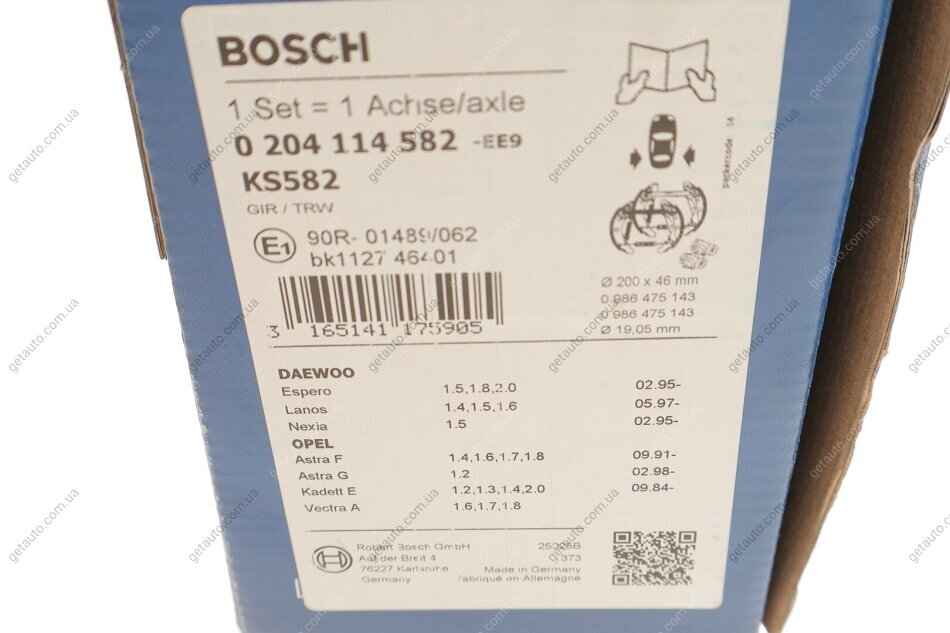 BOSCH
1 Set = 1 Achse/axle
0 204 114 582 -EE9
KS582
GIR / TRW
E1 90R- 01489/062
bk1127 46401
3 165141 175905
packercode: 14
Ø 200 x 46 mm
0 986 475 143
0 986 475 143
Ø 19,05 mm
DAEWOO
Espero 1.5,1.8,2.0 02.95-
Lanos 1.4,1.5,1.6 05.97-
Nexia 1.5 02.95-
OPEL
Astra F 1.4,1.6,1.7,1.8 09.91-
Astra G 1.2 02.98-
Kadett E 1.2,1.3,1.4,2.0 09.84-
Vectra A 1.6,1.7,1.8
Robert Bosch GmbH
Auf der Breit 4
76227 Karlsruhe
Germany
0373
Made in Germany
Fabriqué en Allemagne
getauto.com.ua